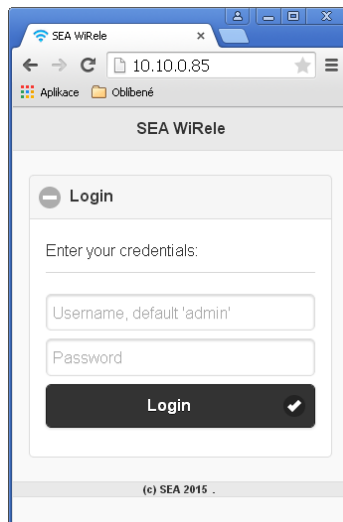 SEA WiRele
10.10.0.85
Aplikace Oblíbené
SEA WiRele
Login
Enter your credentials:
Username, default 'admin'
Password
Login
(c) SEA 2015 .